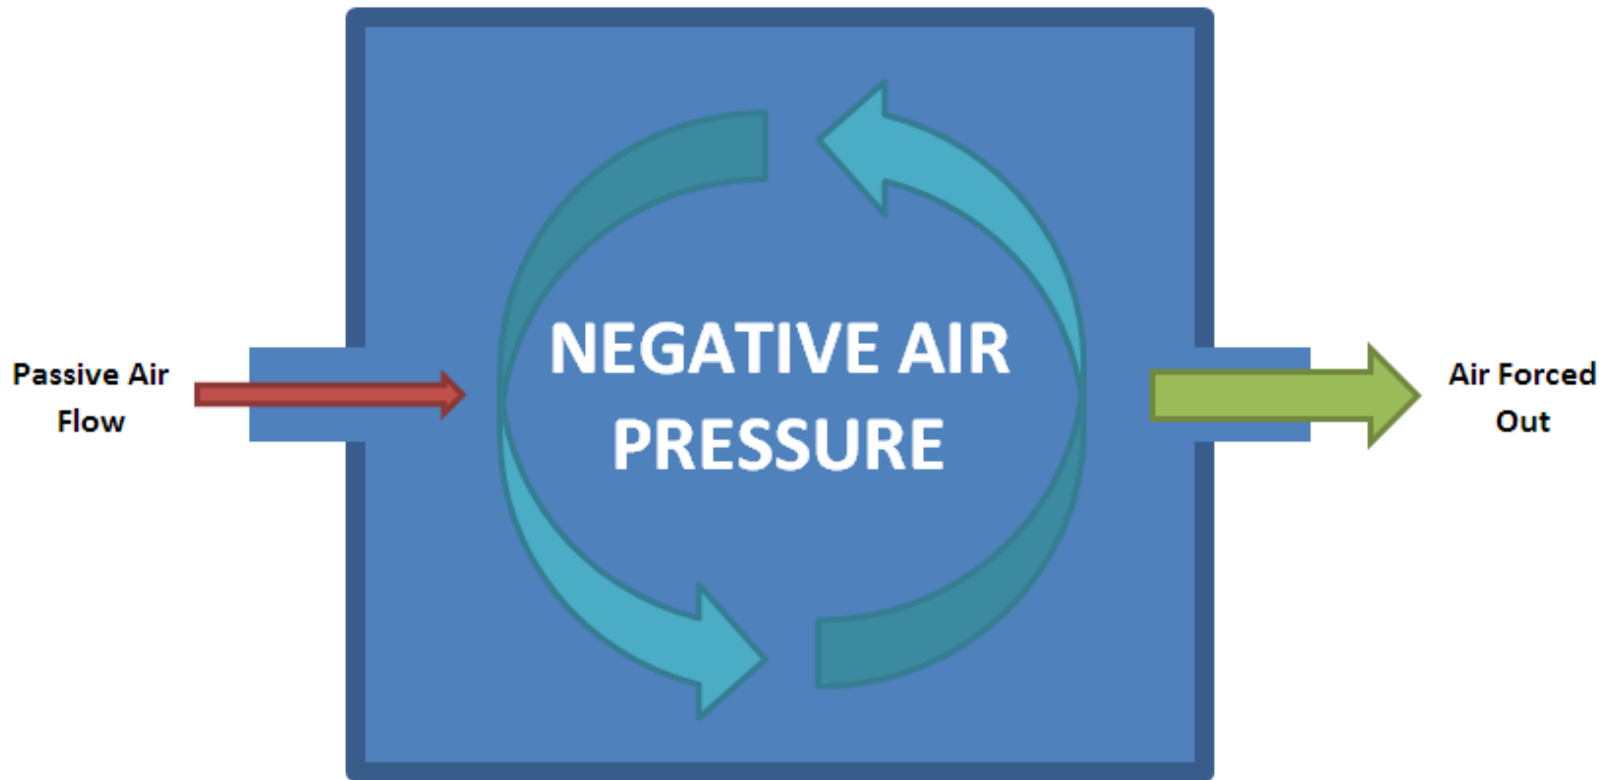 Passive Air
Flow
NEGATIVE AIR
PRESSURE
Air Forced
Out